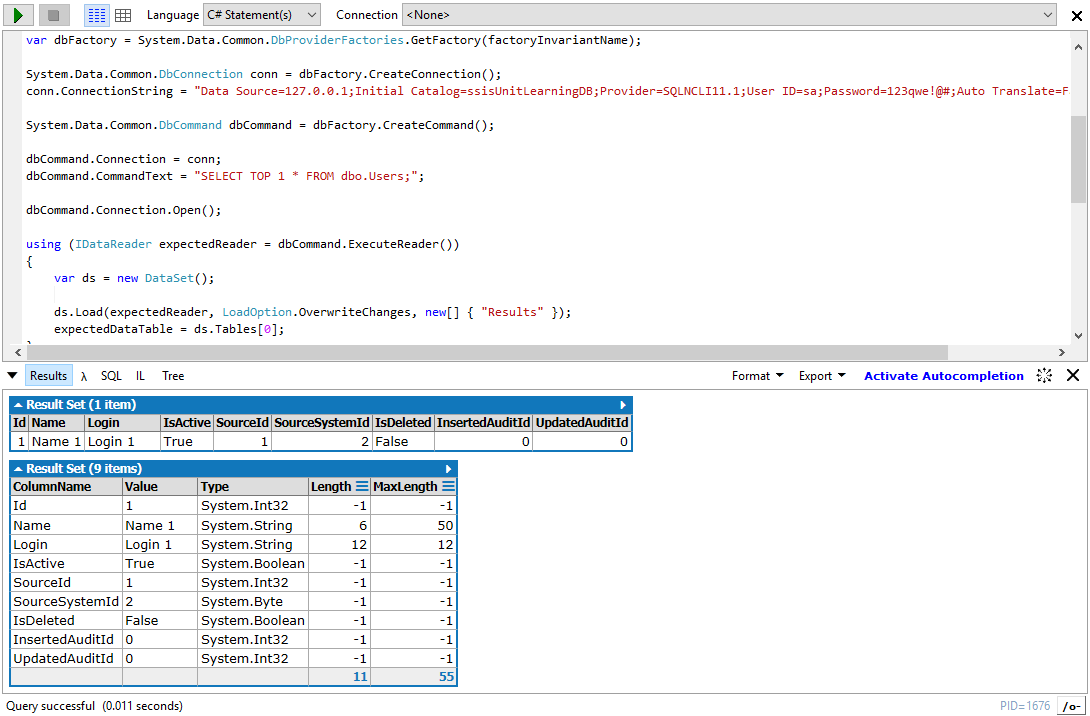 Language C# Statement(s) Connection <None>
var dbFactory = System.Data.Common.DbProviderFactories.GetFactory(factoryInvariantName);
System.Data.Common.DbConnection conn = dbFactory.CreateConnection();
conn.ConnectionString = "Data Source=127.0.0.1;Initial Catalog=ssisUnitLearningDB;Provider=SQLNCLI11.1;User ID=sa;Password=123qwe!@#;Auto Translate=F
System.Data.Common.DbCommand dbCommand = dbFactory.CreateCommand();
dbCommand.Connection = conn;
dbCommand.CommandText = "SELECT TOP 1 * FROM dbo.Users;";
dbCommand.Connection.Open();
using (IDataReader expectedReader = dbCommand.ExecuteReader())
{
var ds = new DataSet();
ds.Load(expectedReader, LoadOption.OverwriteChanges, new[] { "Results" });
expectedDataTable = ds.Tables[0];
Results λ SQL IL Tree Format Export Activate Autocompletion
Result Set (1 item)
Id Name Login IsActive SourceId SourceSystemId IsDeleted InsertedAuditId UpdatedAuditId
1 Name 1 Login 1 True 1 2 False 0 0
Result Set (9 items)
ColumnName Value Type Length MaxLength
Id 1 System.Int32 -1 -1
Name Name 1 System.String 6 50
Login Login 1 System.String 12 12
IsActive True System.Boolean -1 -1
SourceId 1 System.Int32 -1 -1
SourceSystemId 2 System.Byte -1 -1
IsDeleted False System.Boolean -1 -1
InsertedAuditId 0 System.Int32 -1 -1
UpdatedAuditId 0 System.Int32 -1 -1
11 55
Query successful (0.011 seconds) PID=1676 /o-